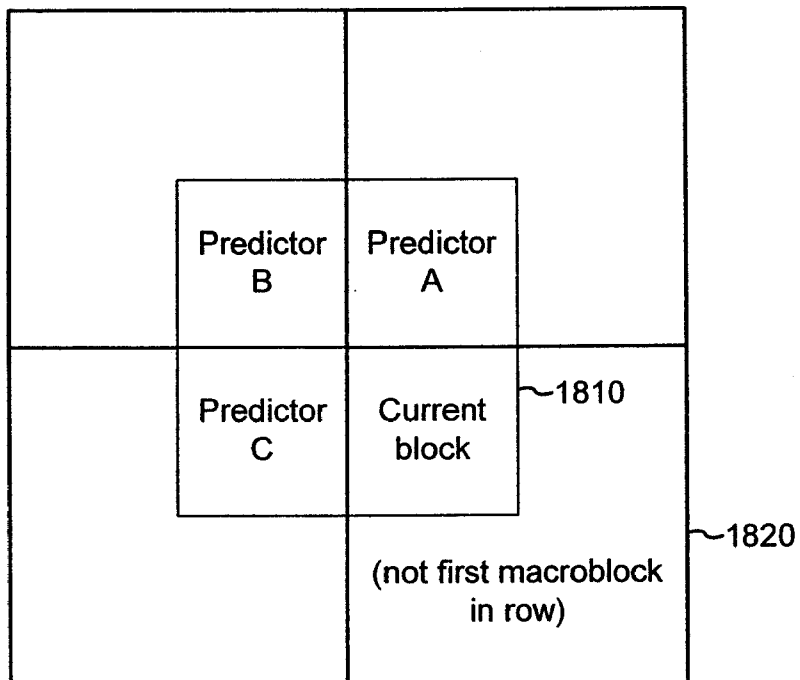 Predictor
B
Predictor
A
Predictor
C
Current
block
1810
1820
(not first macroblock
in row)